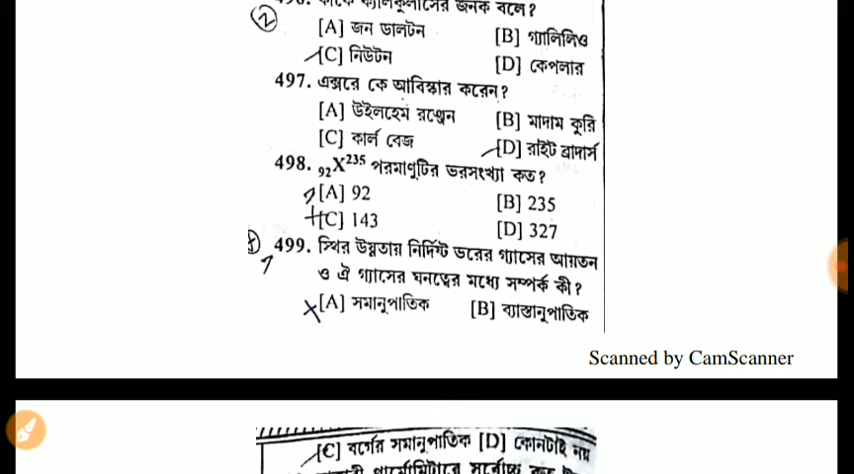 ক্যালকুলাসের জনক বলে?
2
[A] জন ডালটন [B] গ্যালিলিও
[C] নিউটন [D] কেপলার
497. এক্সরে কে আবিষ্কার করেন?
[A] উইলহেম রঞ্জেন [B] মাদাম কুরি
[C] কার্ল বেঞ্জ [D] রাইট ব্রাদার্স
498. ₉₂X²³⁵ পরমাণুটির ভরসংখ্যা কত?
[A] 92 [B] 235
[C] 143 [D] 327
499. স্থির উষ্ণতায় নির্দিষ্ট ভরের গ্যাসের আয়তন
ও ঐ গ্যাসের ঘনত্বের মধ্যে সম্পর্ক কী?
[A] সমানুপাতিক [B] ব্যাস্তানুপাতিক
Scanned by CamScanner
[C] বর্গের সমানুপাতিক [D] কোনটাই নয়